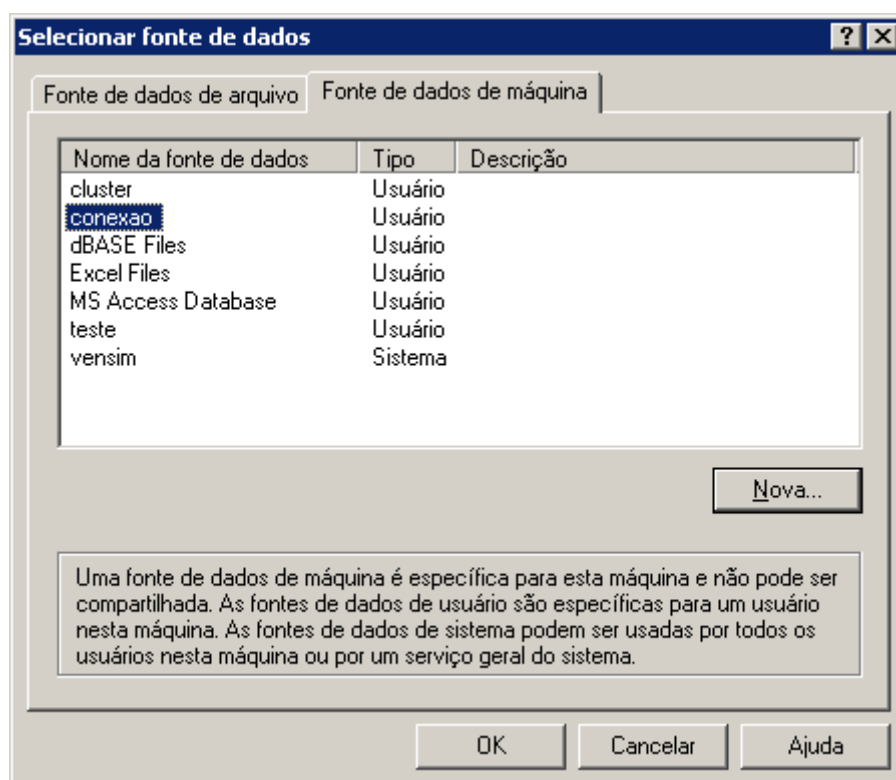 Selecionar fonte de dados
Fonte de dados de arquivo Fonte de dados de máquina
Nome da fonte de dados Tipo Descrição
cluster Usuário
conexao Usuário
dBASE Files Usuário
Excel Files Usuário
MS Access Database Usuário
teste Usuário
vensim Sistema
Nova...
Uma fonte de dados de máquina é específica para esta máquina e não pode ser
compartilhada. As fontes de dados de usuário são específicas para um usuário
nesta máquina. As fontes de dados de sistema podem ser usadas por todos os
usuários nesta máquina ou por um serviço geral do sistema.
OK Cancelar Ajuda